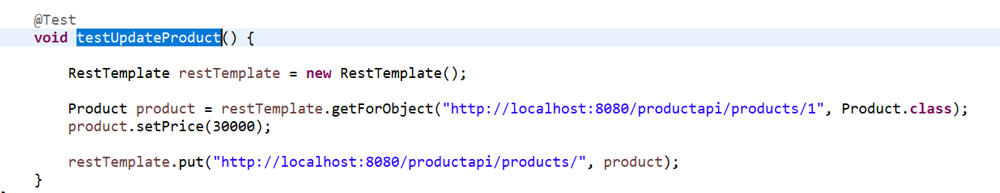 @Test
void testUpdateProduct() {
RestTemplate restTemplate = new RestTemplate();
Product product = restTemplate.getForObject("http://localhost:8080/productapi/products/1", Product.class);
product.setPrice(30000);
restTemplate.put("http://localhost:8080/productapi/products/", product);
}